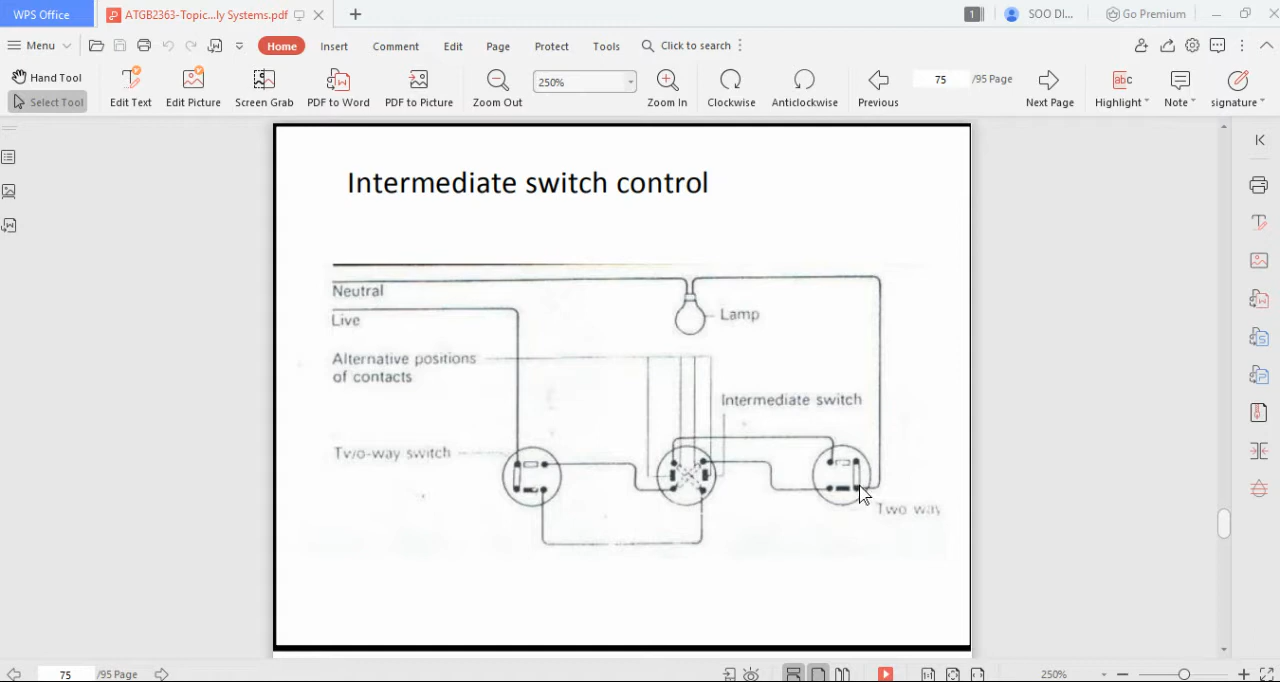 WPS Office
ATGB2363-Topic...ly Systems.pdf
1
SOO DI...
Go Premium
Menu
Home
Insert
Comment
Edit
Page
Protect
Tools
Click to search
Hand Tool
Select Tool
Edit Text
Edit Picture
Screen Grab
PDF to Word
PDF to Picture
Zoom Out
250%
Zoom In
Clockwise
Anticlockwise
Previous
75
/95 Page
Next Page
Highlight
Note
signature
Intermediate switch control
Neutral
Live
Lamp
Alternative positions
of contacts
Intermediate switch
Two-way switch
Two way
75
/95 Page
250%